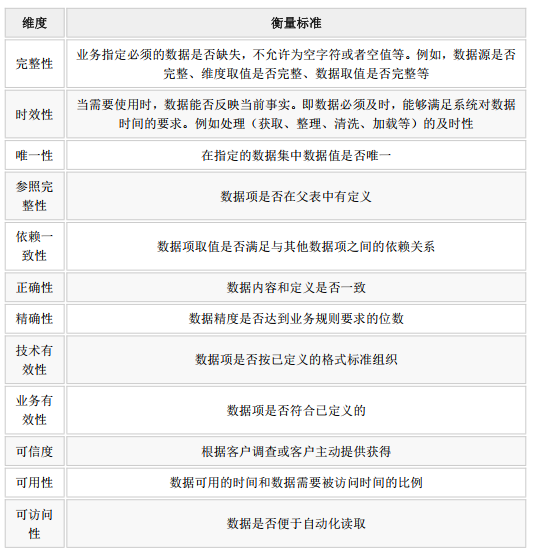 维度
衡量标准
完整性
业务指定必须的数据是否缺失，不允许为空字符或者空值等。例如，数据源是否
完整、维度取值是否完整、数据取值是否完整等
时效性
当需要使用时，数据能否反映当前事实。即数据必须及时，能够满足系统对数据
时间的要求。例如处理（获取、整理、清洗、加载等）的及时性
唯一性
在指定的数据集中数据值是否唯一
参照完
整性
数据项是否在父表中有定义
依赖一
致性
数据项取值是否满足与其他数据项之间的依赖关系
正确性
数据内容和定义是否一致
精确性
数据精度是否达到业务规则要求的位数
技术有
效性
数据项是否按已定义的格式标准组织
业务有
效性
数据项是否符合已定义的
可信度
根据客户调查或客户主动提供获得
可用性
数据可用的时间和数据需要被访问时间的比例
可访问
性
数据是否便于自动化读取